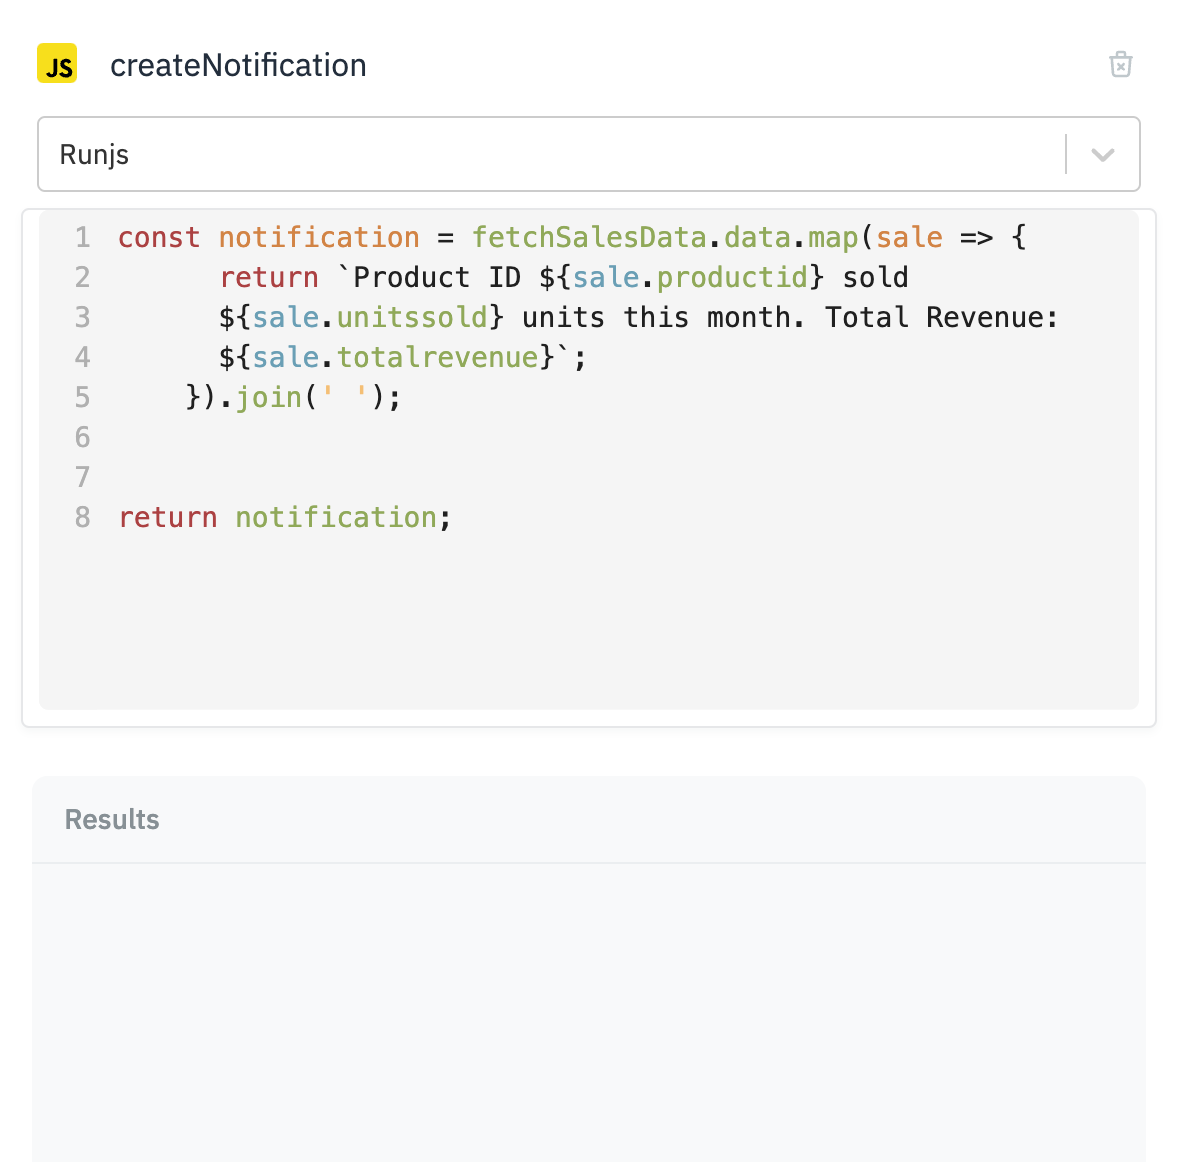 JS createNotification
Runjs
1 const notification = fetchSalesData.data.map(sale => {
2 return `Product ID ${sale.productid} sold
3 ${sale.unitssold} units this month. Total Revenue:
4 ${sale.totalrevenue}`;
5 }).join(' ');
6
7
8 return notification;
Results